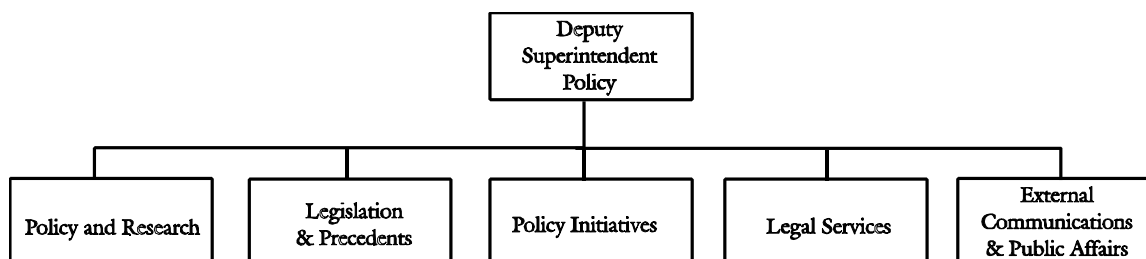 Deputy
Superintendent
Policy
Policy and Research
Legislation
& Precedents
Policy Initiatives
Legal Services
External
Communications
& Public Affairs